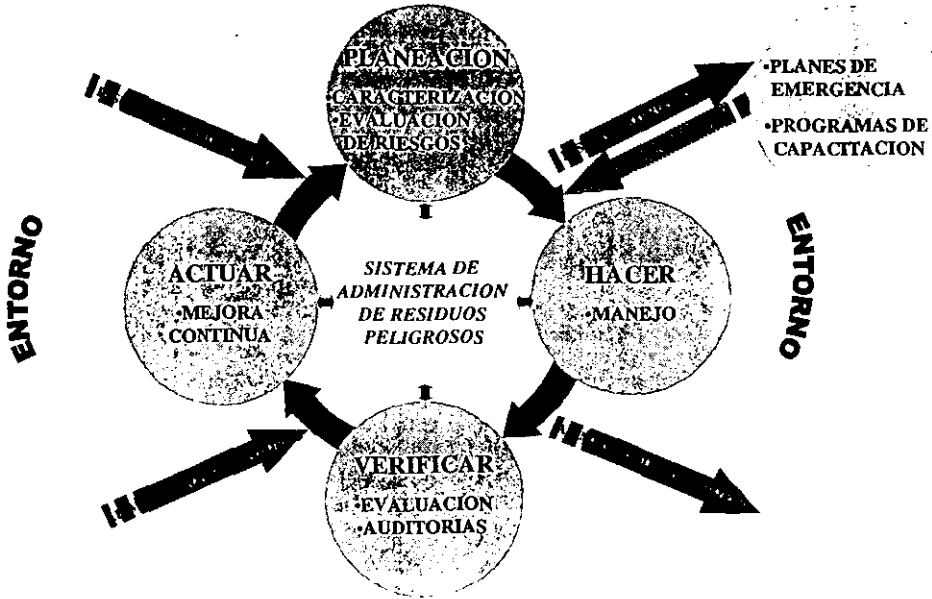 PLANEACION
•CARACTERIZACION
•EVALUACION
DE RIESGOS
•PLANES DE
EMERGENCIA
•PROGRAMAS DE
CAPACITACION
ENTORNO
ACTUAR
•MEJORA
CONTINUA
SISTEMA DE
ADMINISTRACION
DE RESIDUOS
PELIGROSOS
HACER
•MANEJO
ENTORNO
VERIFICAR
•EVALUACION
•AUDITORIAS